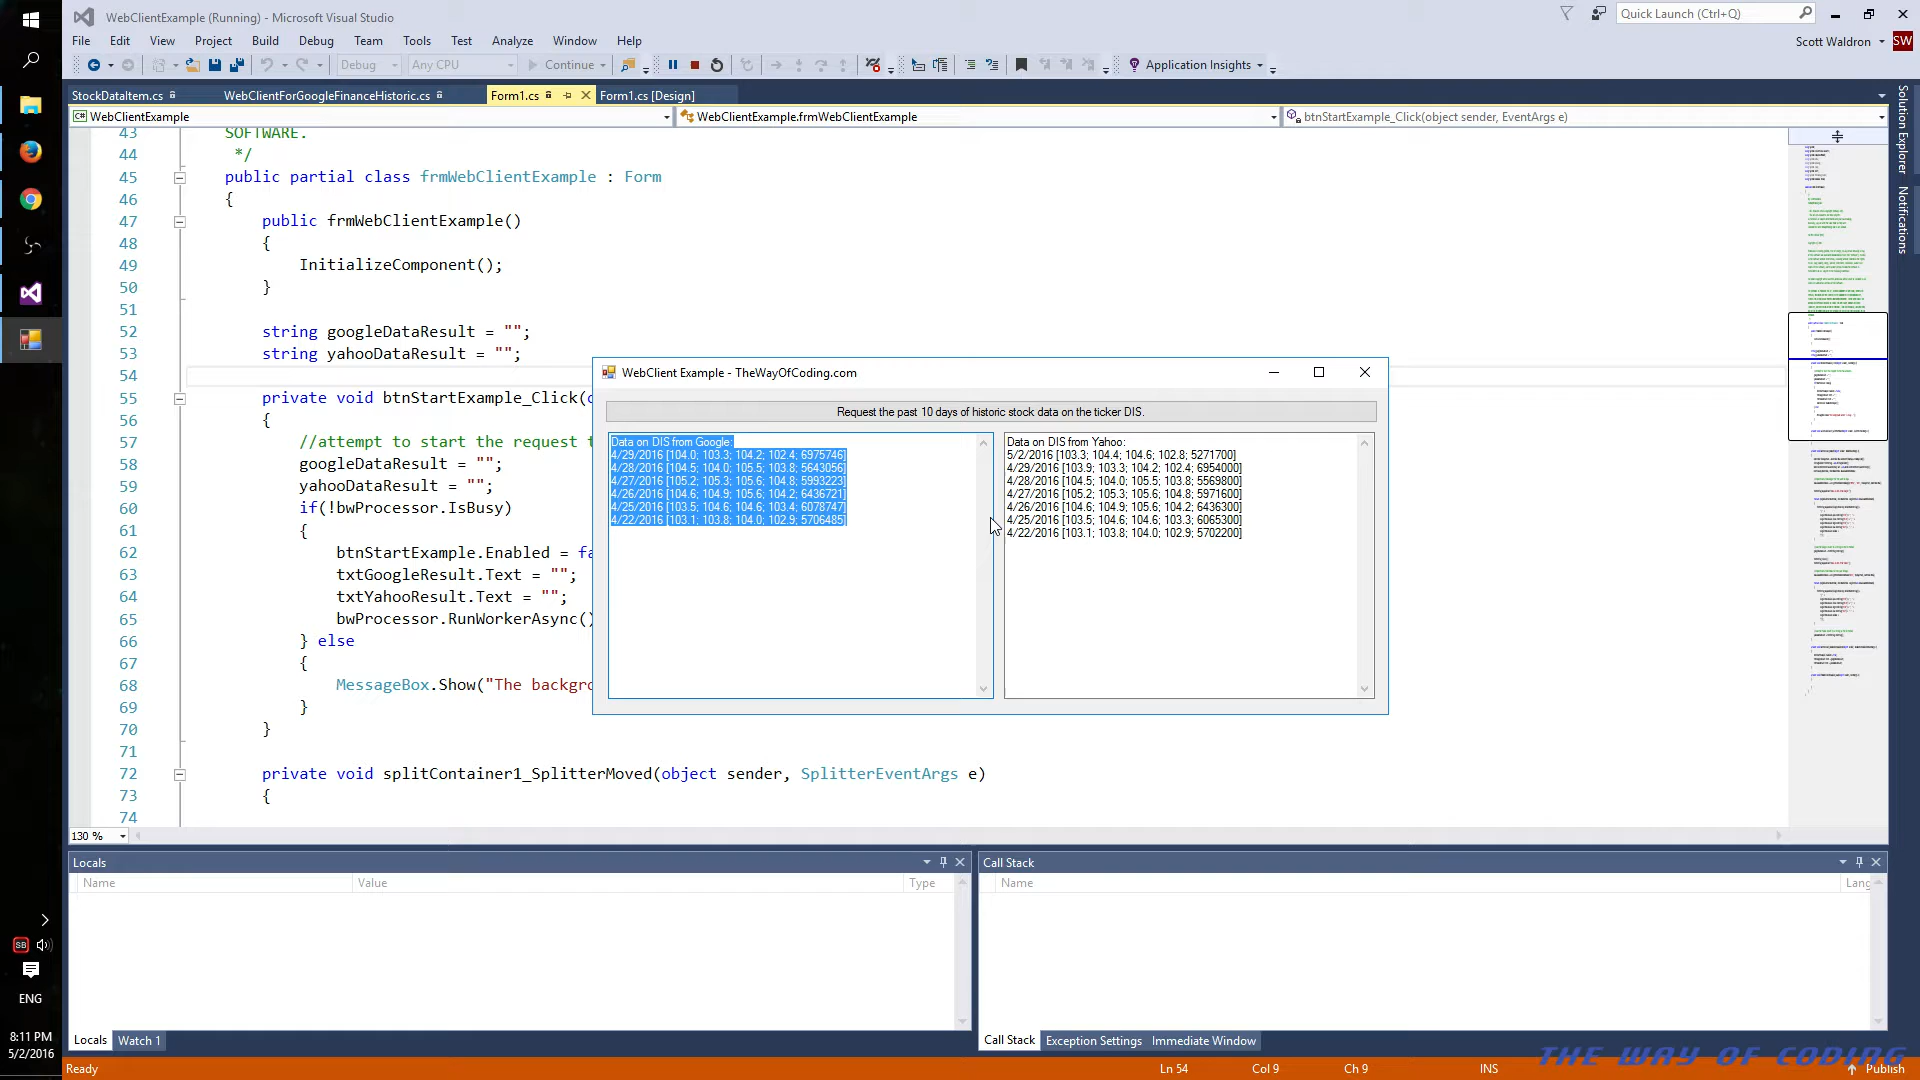 WebClientExample (Running) - Microsoft Visual Studio
Quick Launch (Ctrl+Q)
File Edit View Project Build Debug Team Tools Test Analyze Window Help
Scott Waldron SW
Debug Any CPU Continue Application Insights
StockDataItem.cs WebClientForGoogleFinanceHistoric.cs Form1.cs Form1.cs [Design]
C# WebClientExample WebClientExample.frmWebClientExample btnStartExample_Click(object sender, EventArgs e)
Solution Explorer
Notifications
43 SOFTWARE.
44 */
45 public partial class frmWebClientExample : Form
46 {
47 public frmWebClientExample()
48 {
49 InitializeComponent();
50 }
51
52 string googleDataResult = "";
53 string yahooDataResult = "";
54
55 private void btnStartExample_Click(
56 {
57 //attempt to start the request
58 googleDataResult = "";
59 yahooDataResult = "";
60 if(!bwProcessor.IsBusy)
61 {
62 btnStartExample.Enabled = fa
63 txtGoogleResult.Text = "";
64 txtYahooResult.Text = "";
65 bwProcessor.RunWorkerAsync()
66 } else
67 {
68 MessageBox.Show("The backgro
69 }
70 }
71
72 private void splitContainer1_SplitterMoved(object sender, SplitterEventArgs e)
73 {
74
WebClient Example - TheWayOfCoding.com
Request the past 10 days of historic stock data on the ticker DIS.
Data on DIS from Google:
4/29/2016 [104.0; 103.3; 104.2; 102.4; 6975746]
4/28/2016 [104.5; 104.0; 105.5; 103.8; 5643056]
4/27/2016 [105.2; 105.3; 105.6; 104.8; 5993223]
4/26/2016 [104.6; 104.9; 105.6; 104.2; 6436721]
4/25/2016 [103.5; 104.6; 104.6; 103.4; 6078747]
4/22/2016 [103.1; 103.8; 104.0; 102.9; 5706485]
Data on DIS from Yahoo:
5/2/2016 [103.3; 104.4; 104.6; 102.8; 5271700]
4/29/2016 [103.9; 103.3; 104.2; 102.4; 6954000]
4/28/2016 [104.5; 104.0; 105.5; 103.8; 5569800]
4/27/2016 [105.2; 105.3; 105.6; 104.8; 5971600]
4/26/2016 [104.6; 104.9; 105.6; 104.2; 6436300]
4/25/2016 [103.5; 104.6; 104.6; 103.3; 6065300]
4/22/2016 [103.1; 103.8; 104.0; 102.9; 5702200]
130 %
Locals
Name Value Type
Call Stack
Name Lang
Locals Watch 1
Call Stack Exception Settings Immediate Window
SB
ENG
8:11 PM
5/2/2016
Ready Ln 54 Col 9 Ch 9 INS Publish
THE WAY OF CODING